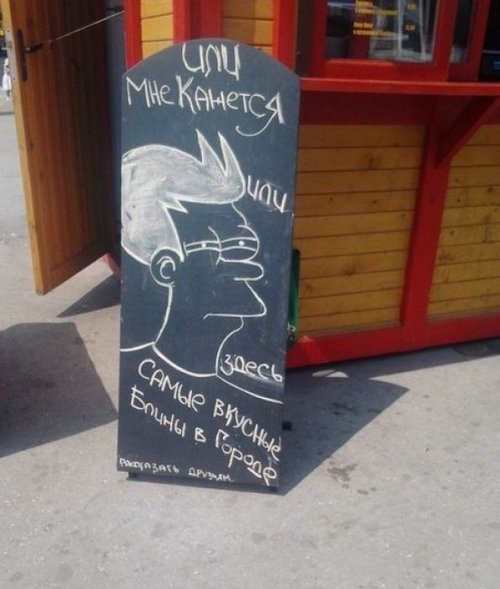 или
Мне Кажется
или
здесь
самые вкусные
Блины в Городе
рассказать друзьям.